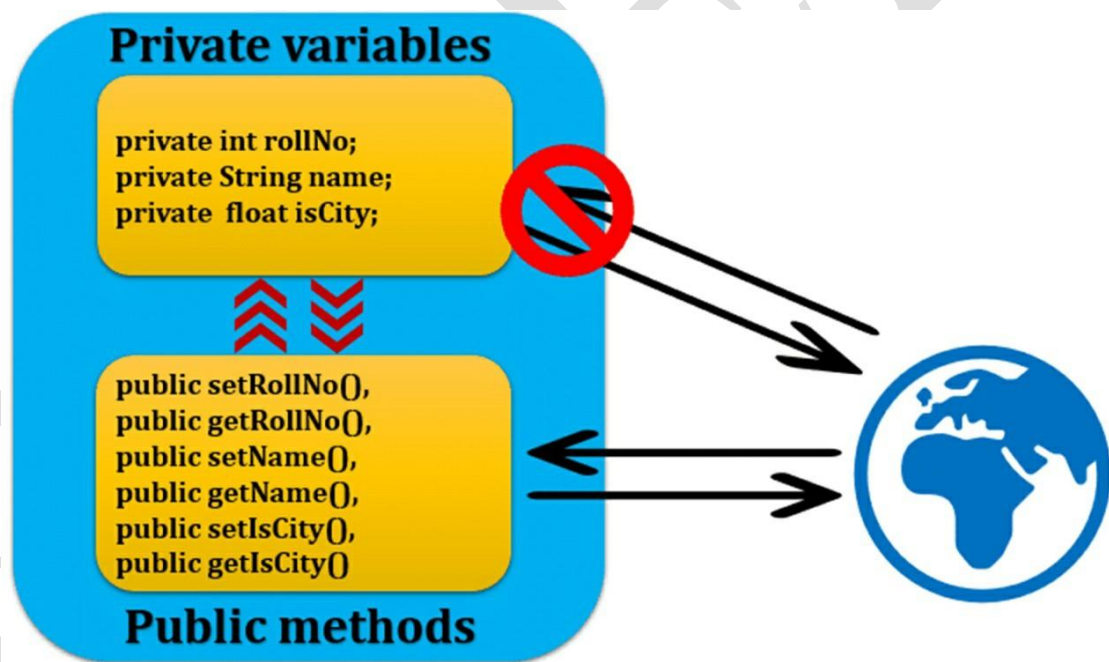 Private variables
private int rollNo;
private String name;
private  float isCity;
public setRollNo(),
public getRollNo(),
public setName(),
public getName(),
public setIsCity(),
public getIsCity()
Public methods